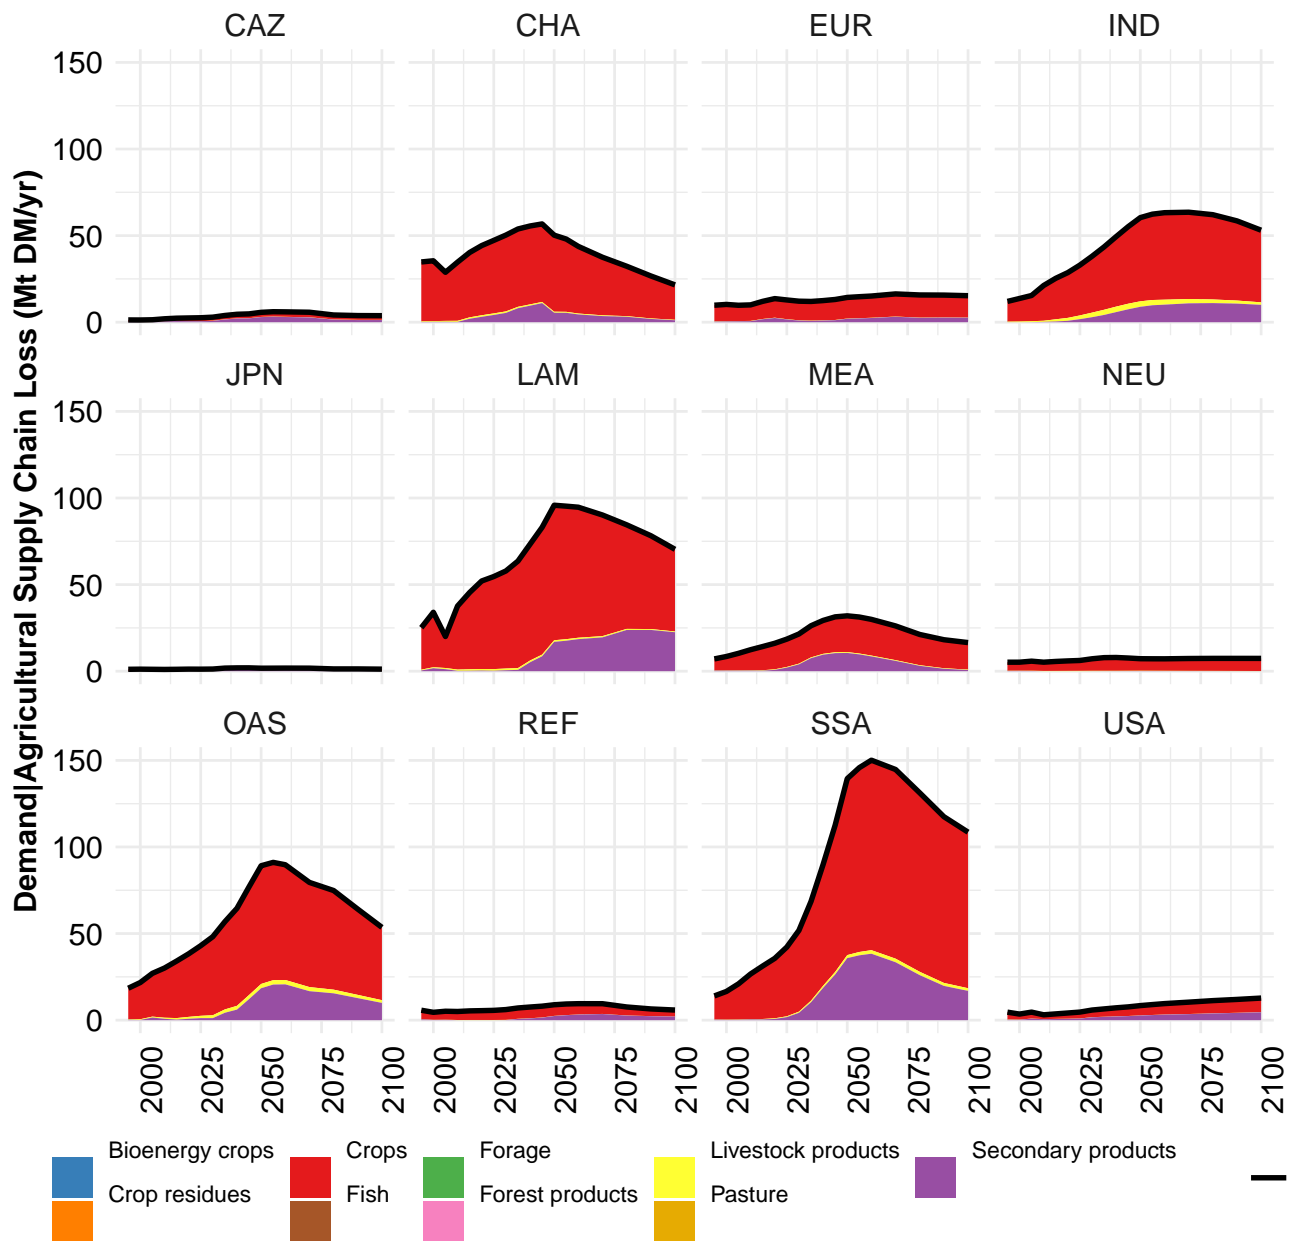 CAZ CHA EUR IND
150
100
50
0
JPN LAM MEA NEU
150
100
50
0
OAS REF SSA USA
150
100
50
0
Demand|Agricultural Supply Chain Loss (Mt DM/yr)
2000 2025 2050 2075 2100 2000 2025 2050 2075 2100 2000 2025 2050 2075 2100 2000 2025 2050 2075 2100
Bioenergy crops Crops Forage Livestock products Secondary products
Crop residues Fish Forest products Pasture